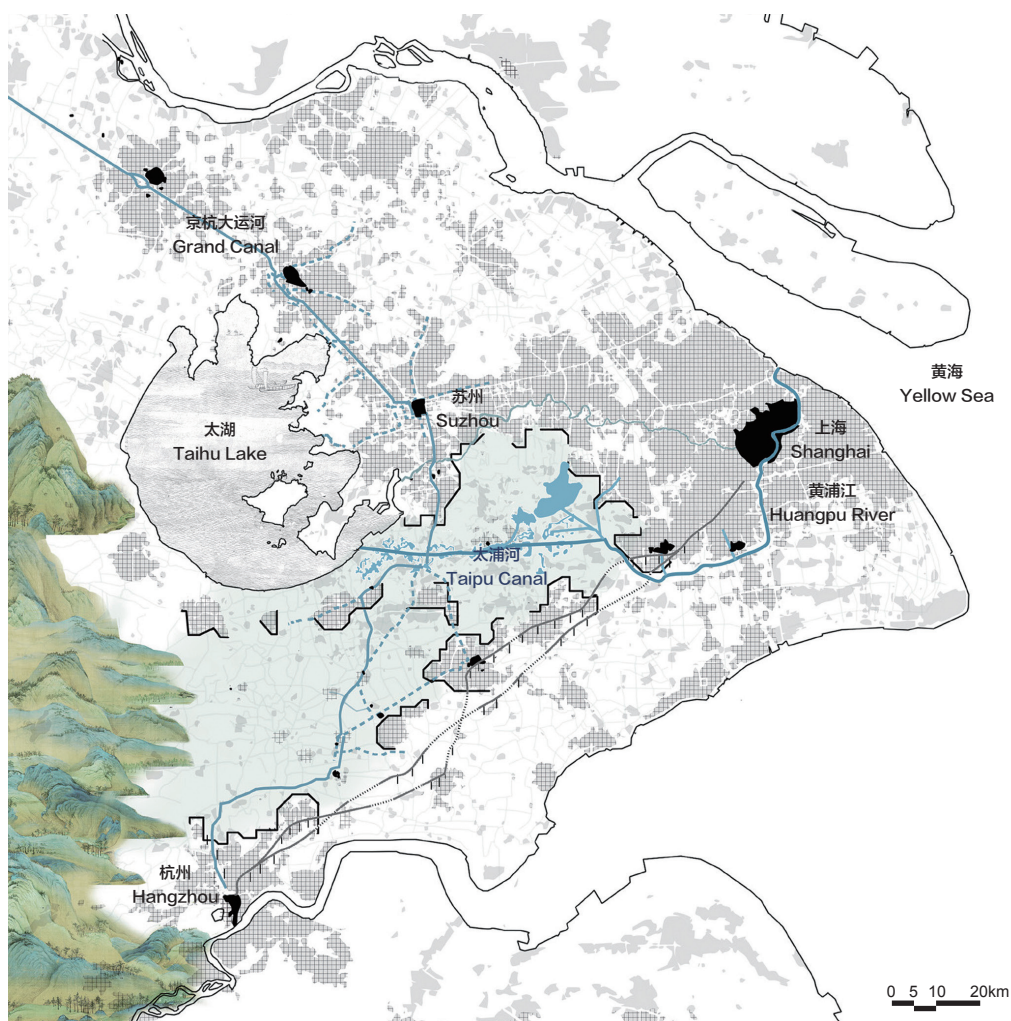 京杭大运河
Grand Canal
黄海
Yellow Sea
苏州
Suzhou
太湖
Taihu Lake
上海
Shanghai
黄浦江
Huangpu River
太浦河
Taipu Canal
杭州
Hangzhou
0 5 10 20km